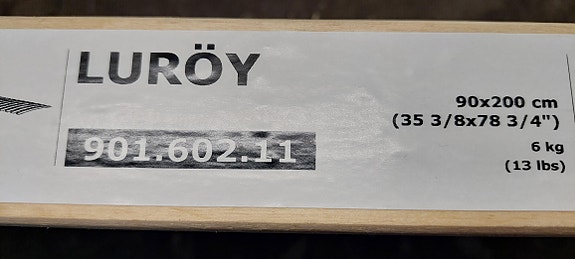 LURÖY
901.602.11
90x200 cm
(35 3/8x78 3/4")
6 kg
(13 lbs)